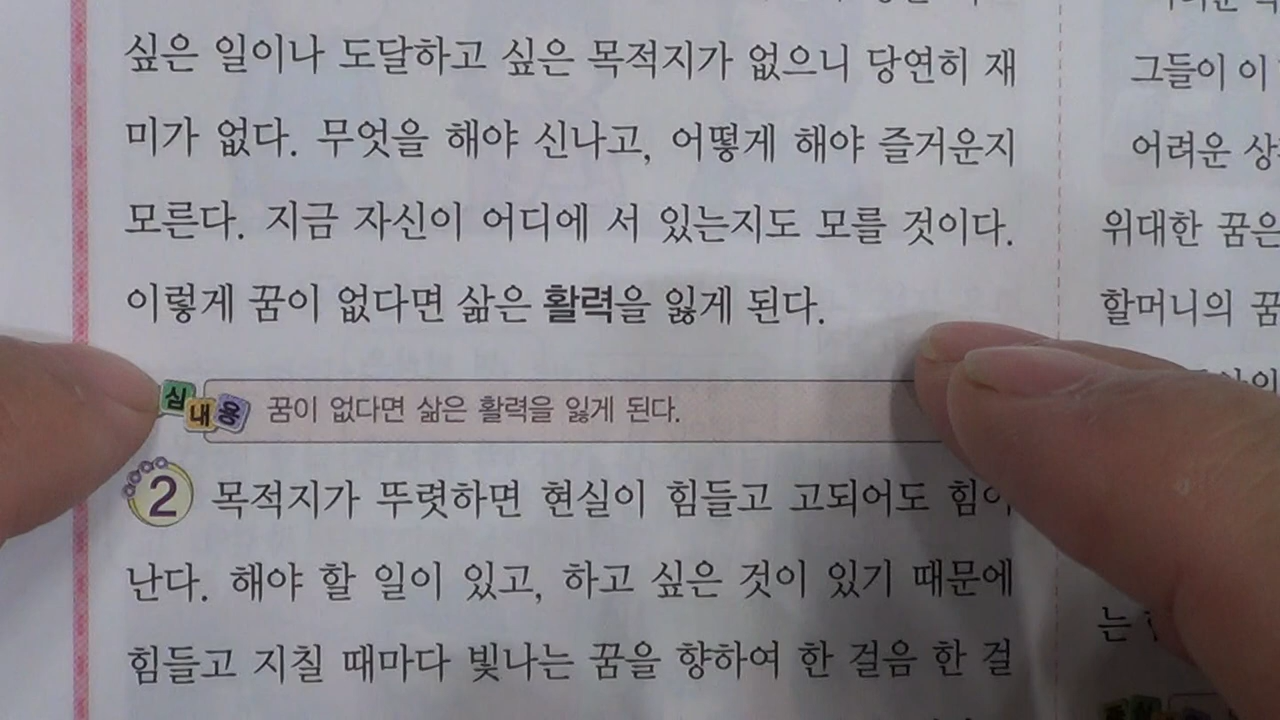 싶은 일이나 도달하고 싶은 목적지가 없으니 당연히 재
미가 없다. 무엇을 해야 신나고, 어떻게 해야 즐거운지
모른다. 지금 자신이 어디에 서 있는지도 모를 것이다.
이렇게 꿈이 없다면 삶은 활력을 잃게 된다.
심내용 꿈이 없다면 삶은 활력을 잃게 된다.
2 목적지가 뚜렷하면 현실이 힘들고 고되어도 힘이
난다. 해야 할 일이 있고, 하고 싶은 것이 있기 때문에
힘들고 지칠 때마다 빛나는 꿈을 향하여 한 걸음 한 걸
그들이 이
어려운
위대한 꿈은
할머니의 꿈
는